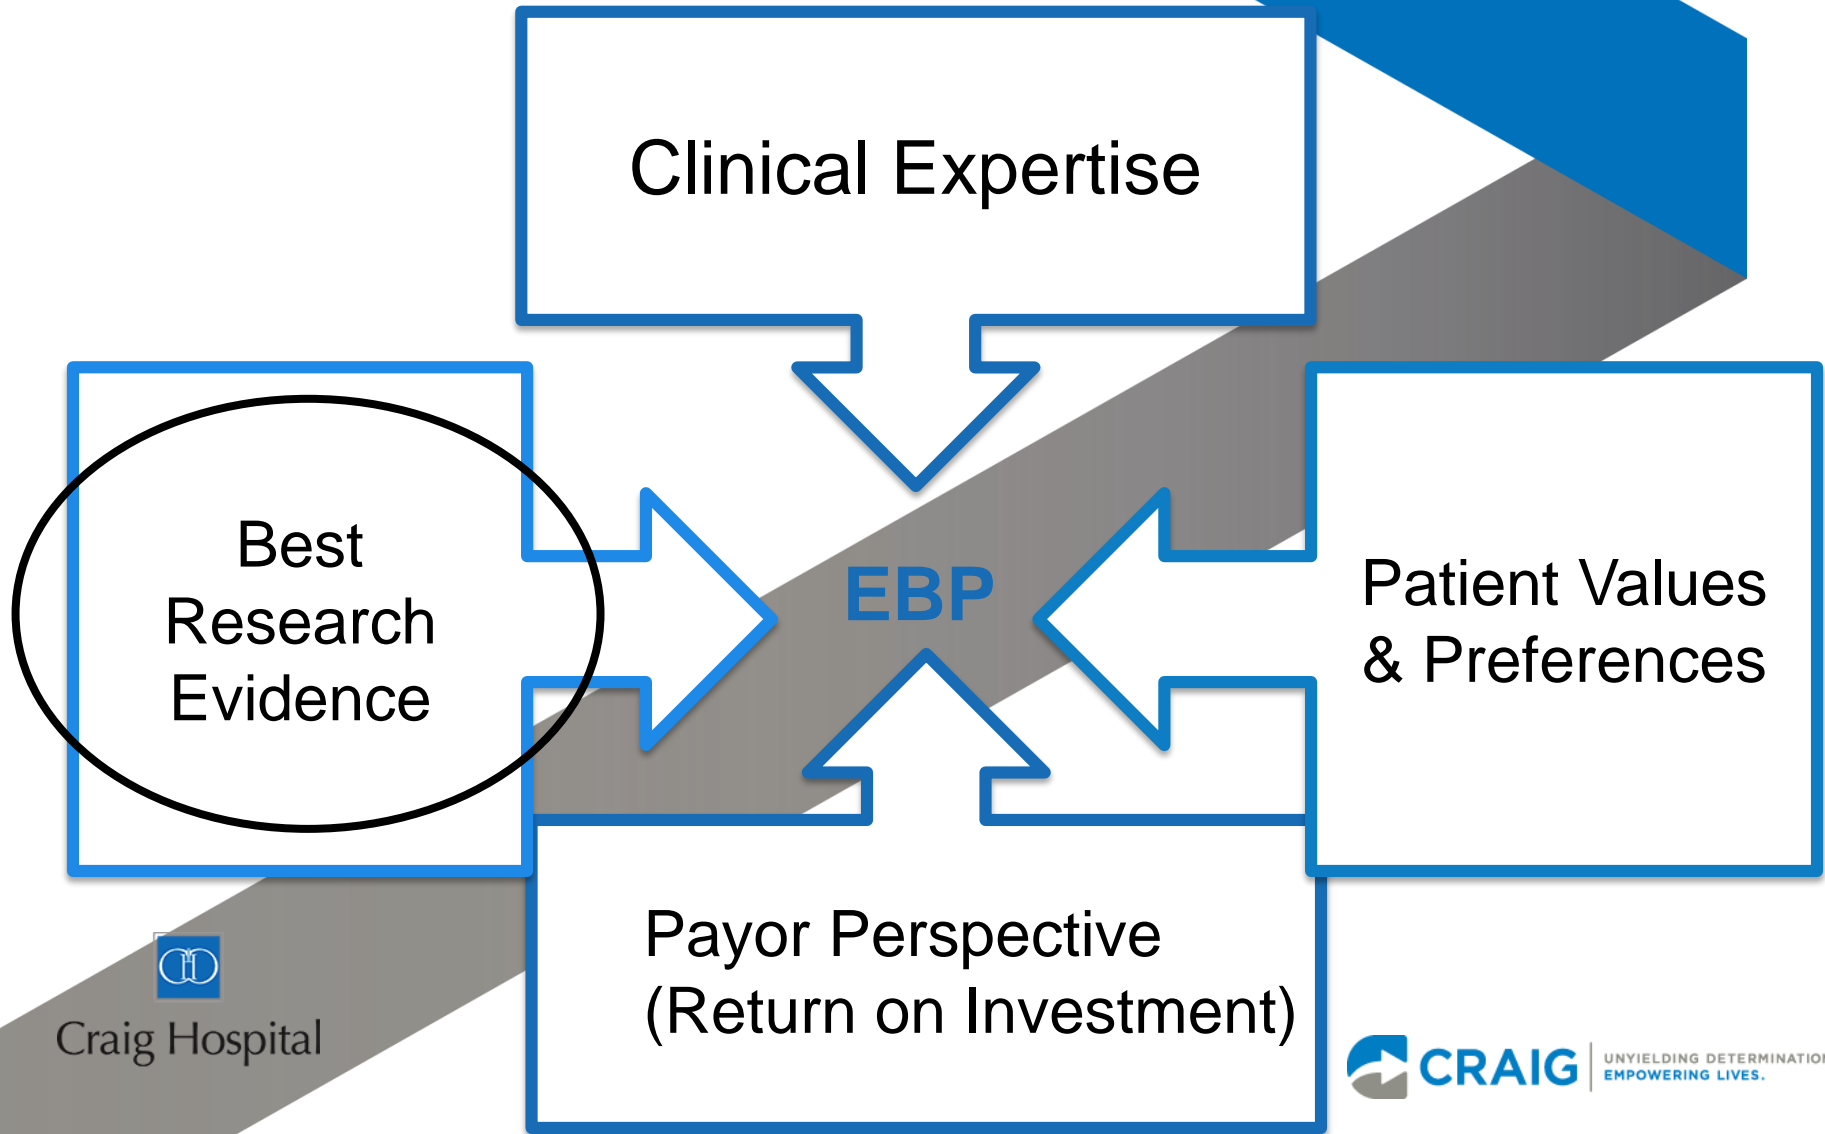 Clinical Expertise
Best
Research
Evidence
EBP
Patient Values
& Preferences
Payor Perspective
(Return on Investment)
Craig Hospital
CRAIG
UNYIELDING DETERMINATION
EMPOWERING LIVES.